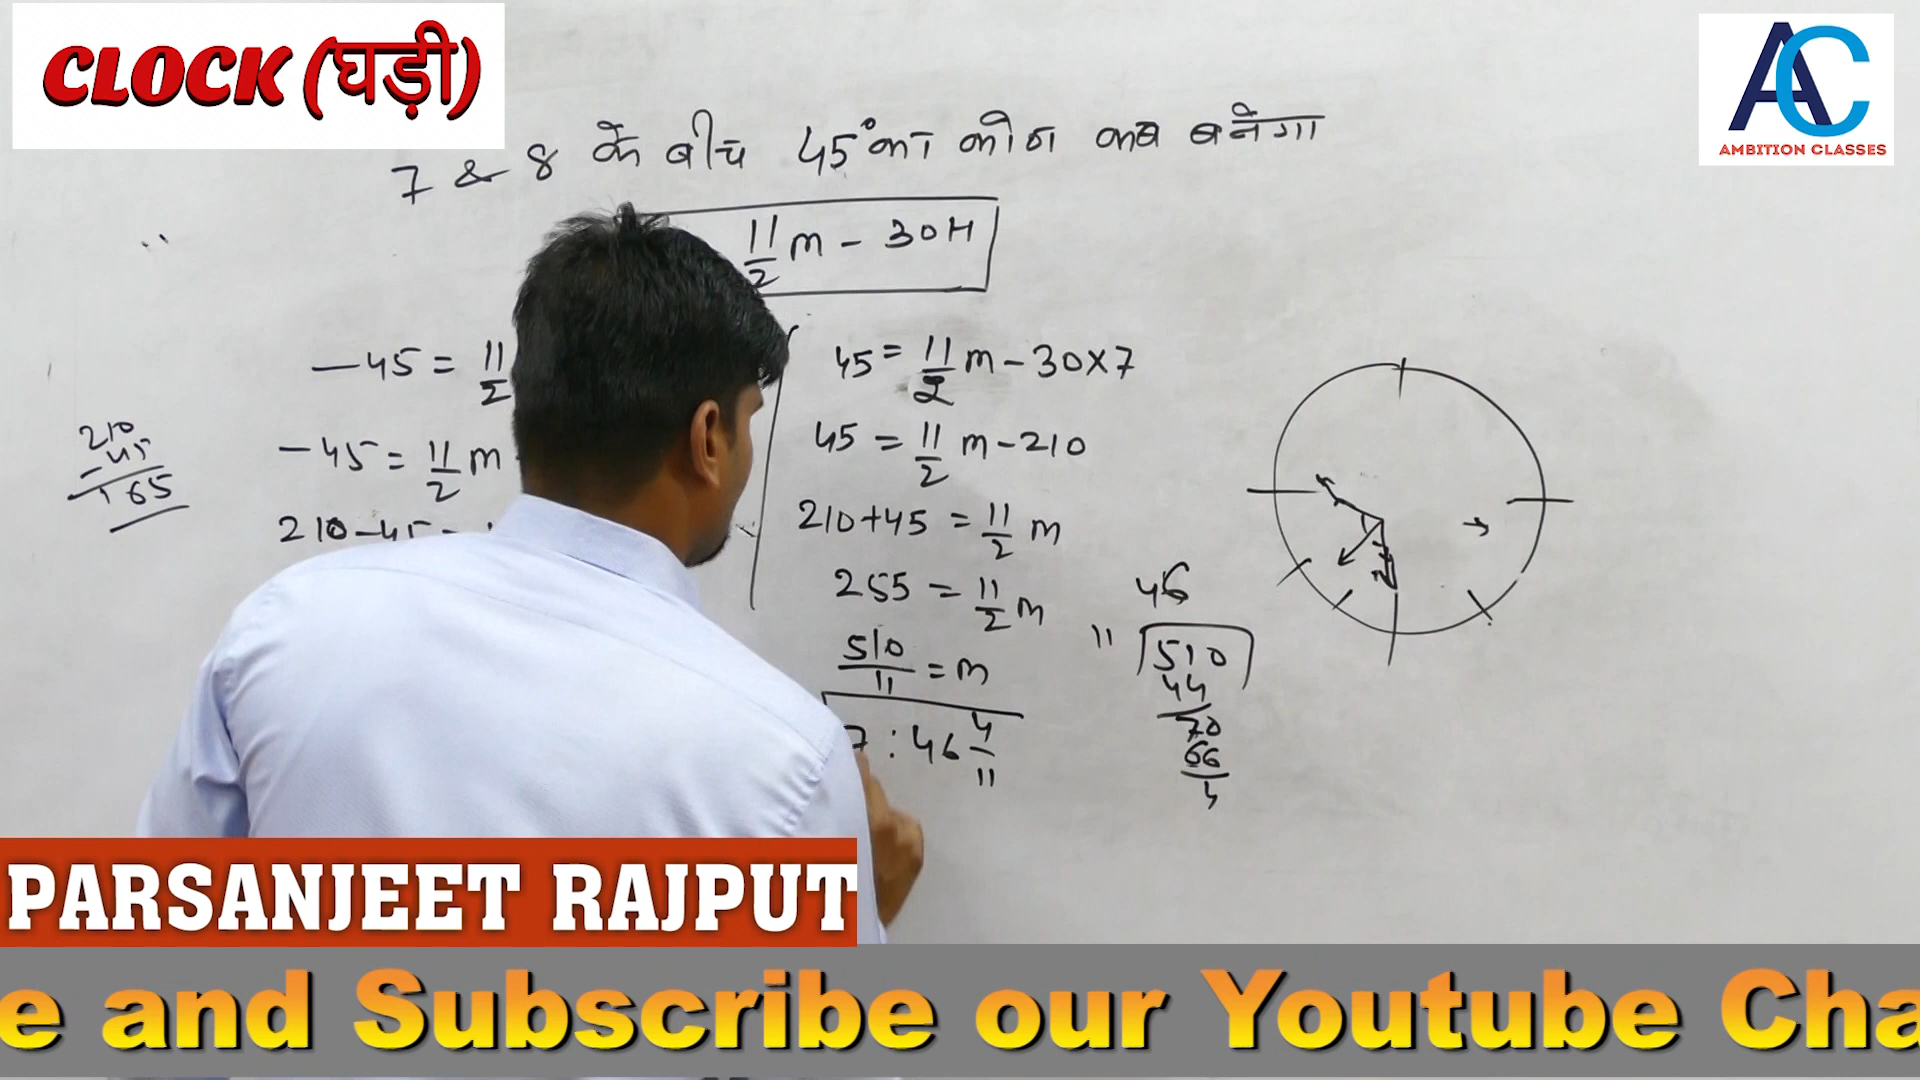 CLOCK (घड़ी)
AC
AMBITION CLASSES
7 & 8 के बीच 45° का कोण कब बनेगा
11/2 m - 30H
-45 = 11/2
-45 = 11/2 m
210-45 =
210
-45
165
45 = 11/2 m - 30×7
45 = 11/2 m - 210
210+45 = 11/2 m
255 = 11/2 m
510/11 = m
7 : 46 4/11
46
11 510
44
70
66
4
PARSANJEET RAJPUT
e and Subscribe our Youtube Cha